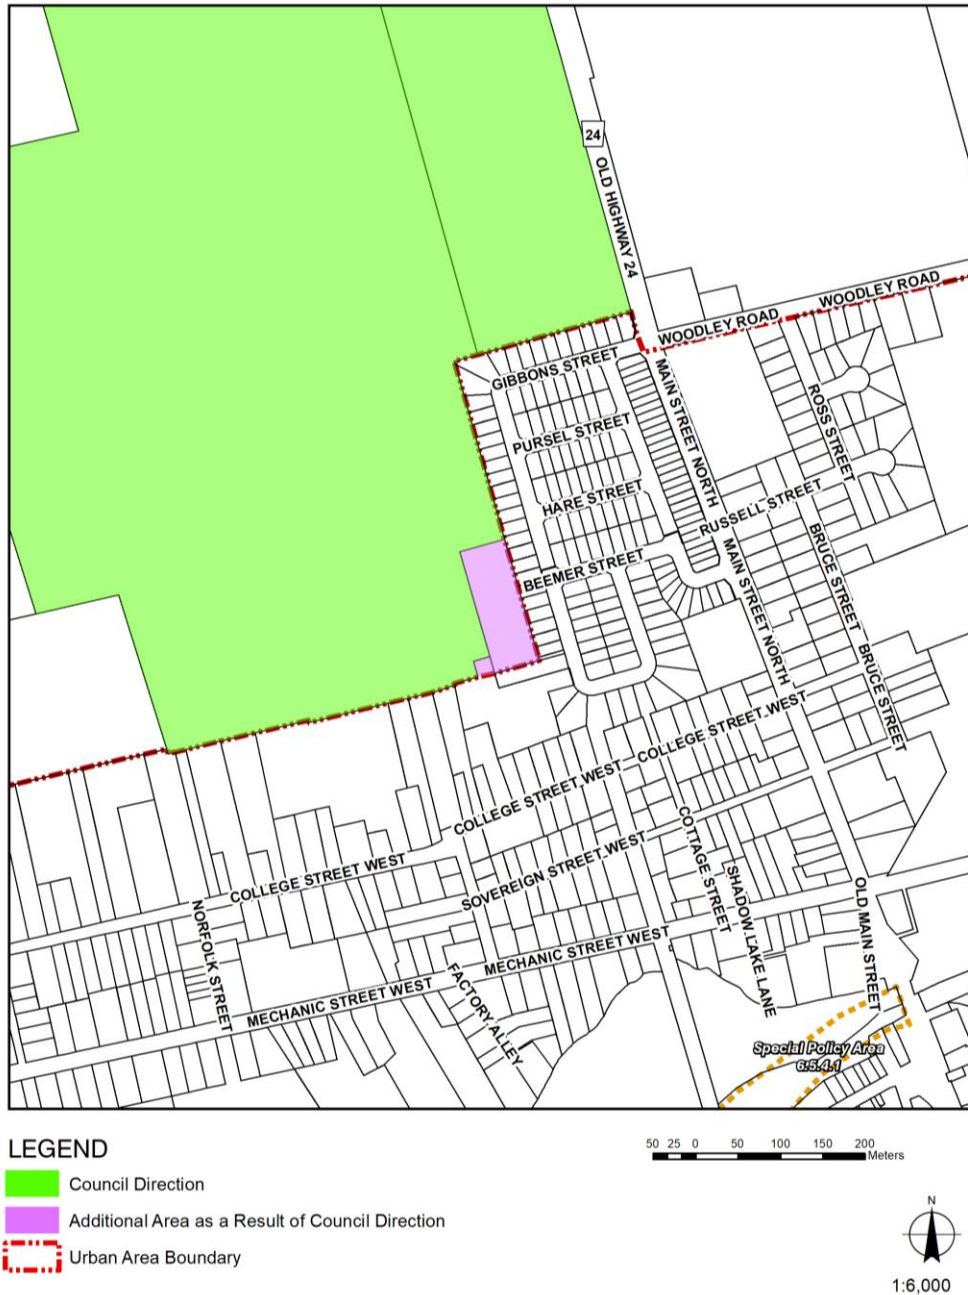 24
OLD HIGHWAY 24
WOODLEY ROAD
WOODLEY ROAD
GIBBONS STREET
MAIN STREET NORTH
PURSEL STREET
ROSS STREET
HARE STREET
RUSSELL STREET
BEEMER STREET
BRUCE STREET
MAIN STREET NORTH
BRUCE STREET
COLLEGE STREET WEST
COLLEGE STREET WEST
COLLEGE STREET WEST
SOVEREIGN STREET WEST
COTTAGE STREET
SHADOW LAKE LANE
OLD MAIN STREET
NORFOLK STREET
MECHANIC STREET WEST
MECHANIC STREET WEST
FACTORY ALLEY
Special Policy Area
6.5.4.1
LEGEND
Council Direction
Additional Area as a Result of Council Direction
Urban Area Boundary
50 25 0 50 100 150 200
Meters
N
1:6,000